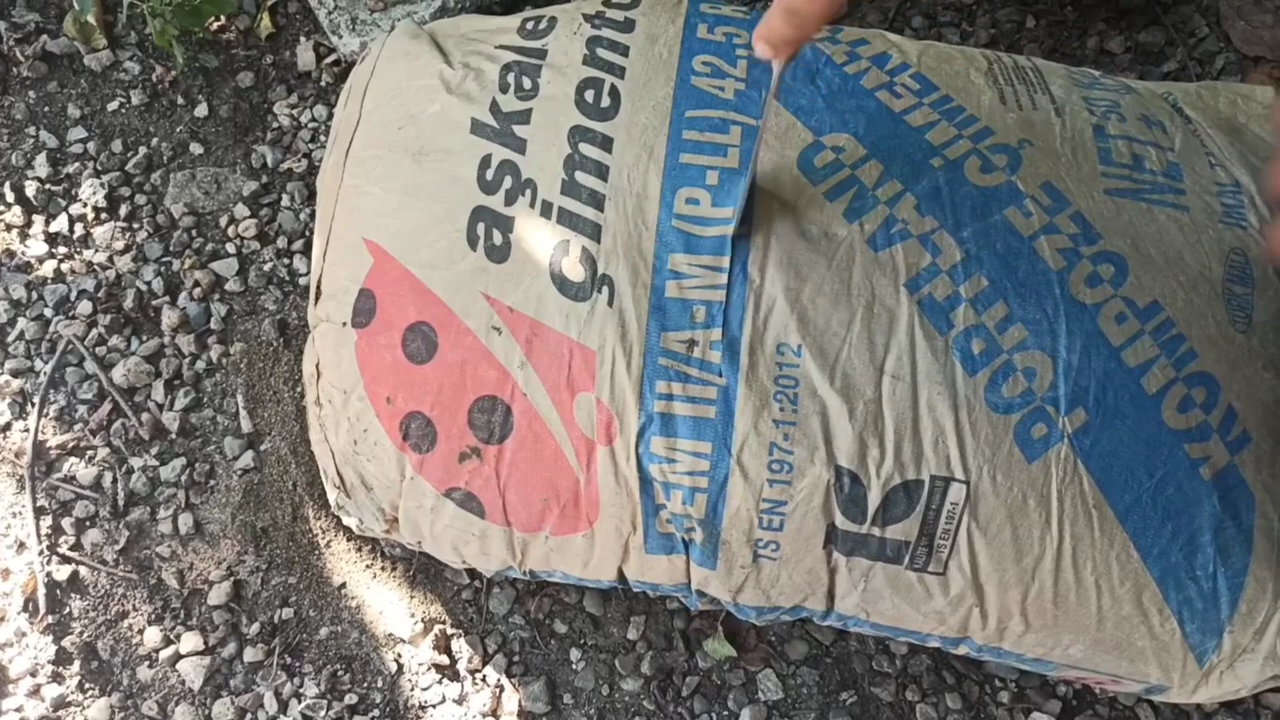 aşkale
çimento
CEM II/A-M (P-LL) 42,5 R
TS EN 197-1:2012
TS EN 197-1
PORTLAND
KOMPOZE ÇİMENTO
NET 50